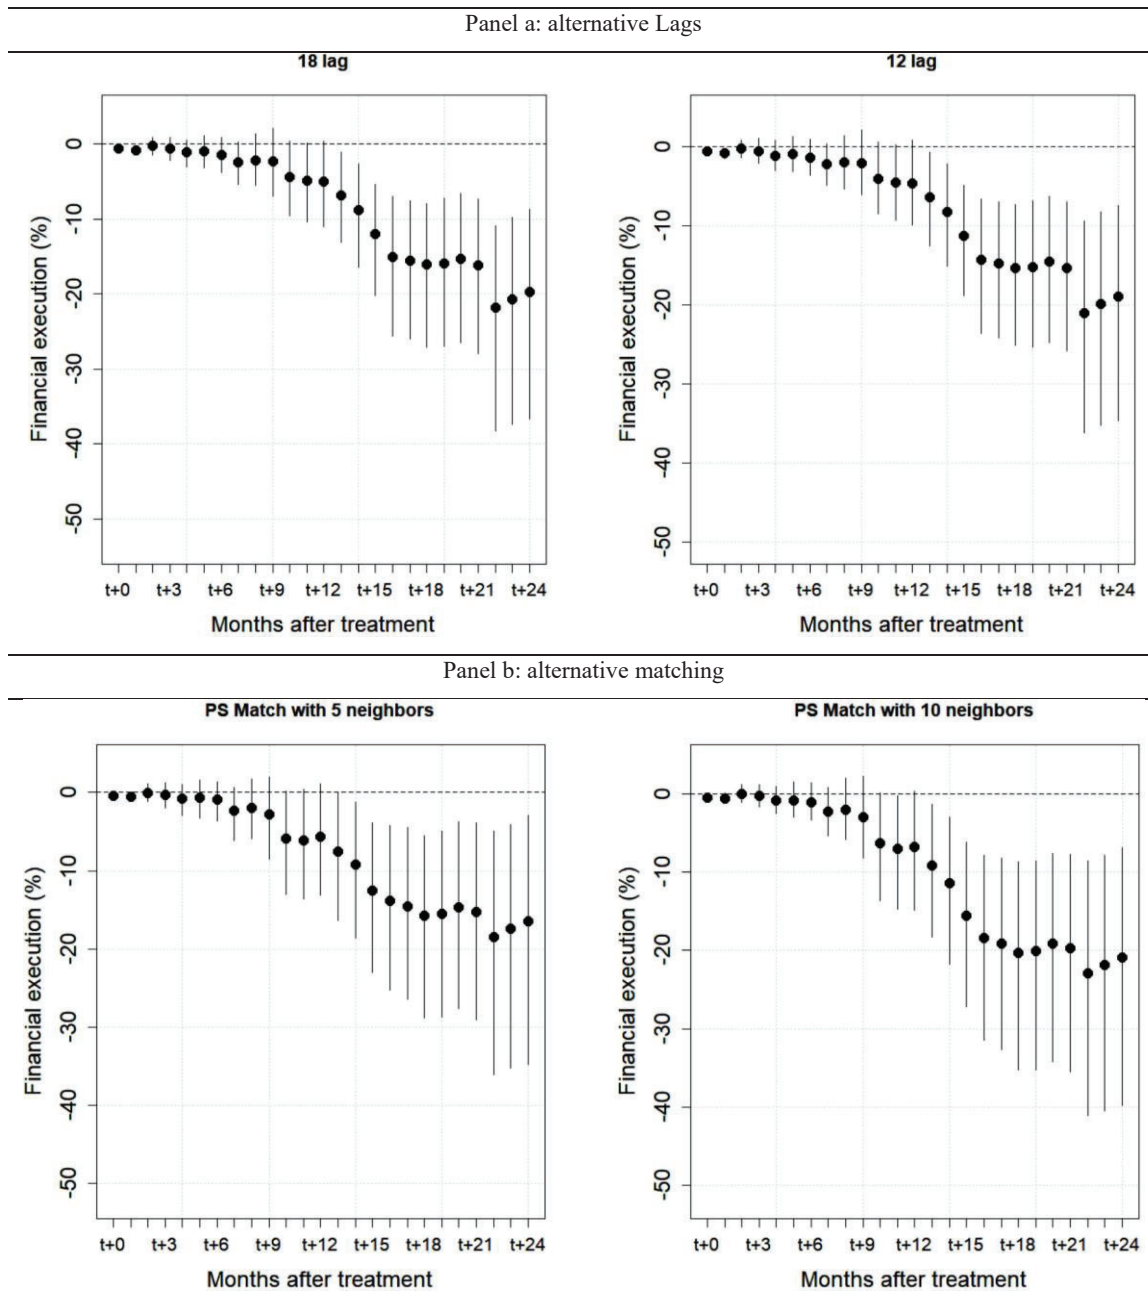 Panel a: alternative Lags
18 lag
Financial execution (%)
0
-10
-20
-30
-40
-50
t+0 t+3 t+6 t+9 t+12 t+15 t+18 t+21 t+24
Months after treatment
12 lag
Financial execution (%)
0
-10
-20
-30
-40
-50
t+0 t+3 t+6 t+9 t+12 t+15 t+18 t+21 t+24
Months after treatment
Panel b: alternative matching
PS Match with 5 neighbors
Financial execution (%)
0
-10
-20
-30
-40
-50
t+0 t+3 t+6 t+9 t+12 t+15 t+18 t+21 t+24
Months after treatment
PS Match with 10 neighbors
Financial execution (%)
0
-10
-20
-30
-40
-50
t+0 t+3 t+6 t+9 t+12 t+15 t+18 t+21 t+24
Months after treatment